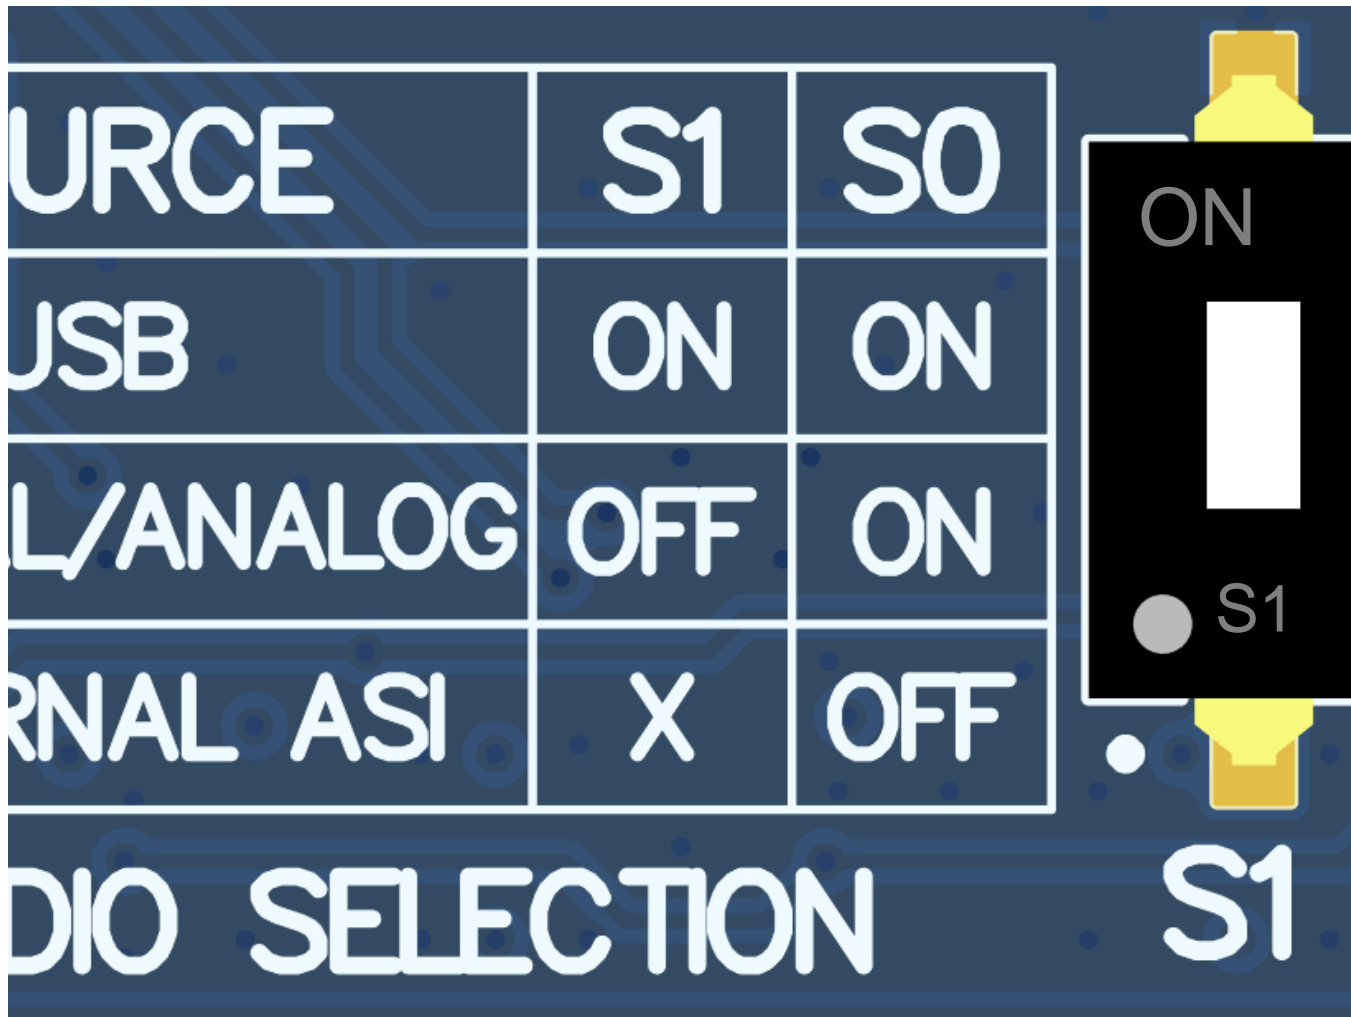 URCE S1 S0
USB ON ON
L/ANALOG OFF ON
RNAL ASI X OFF
DIO SELECTION
ON
S1
S1